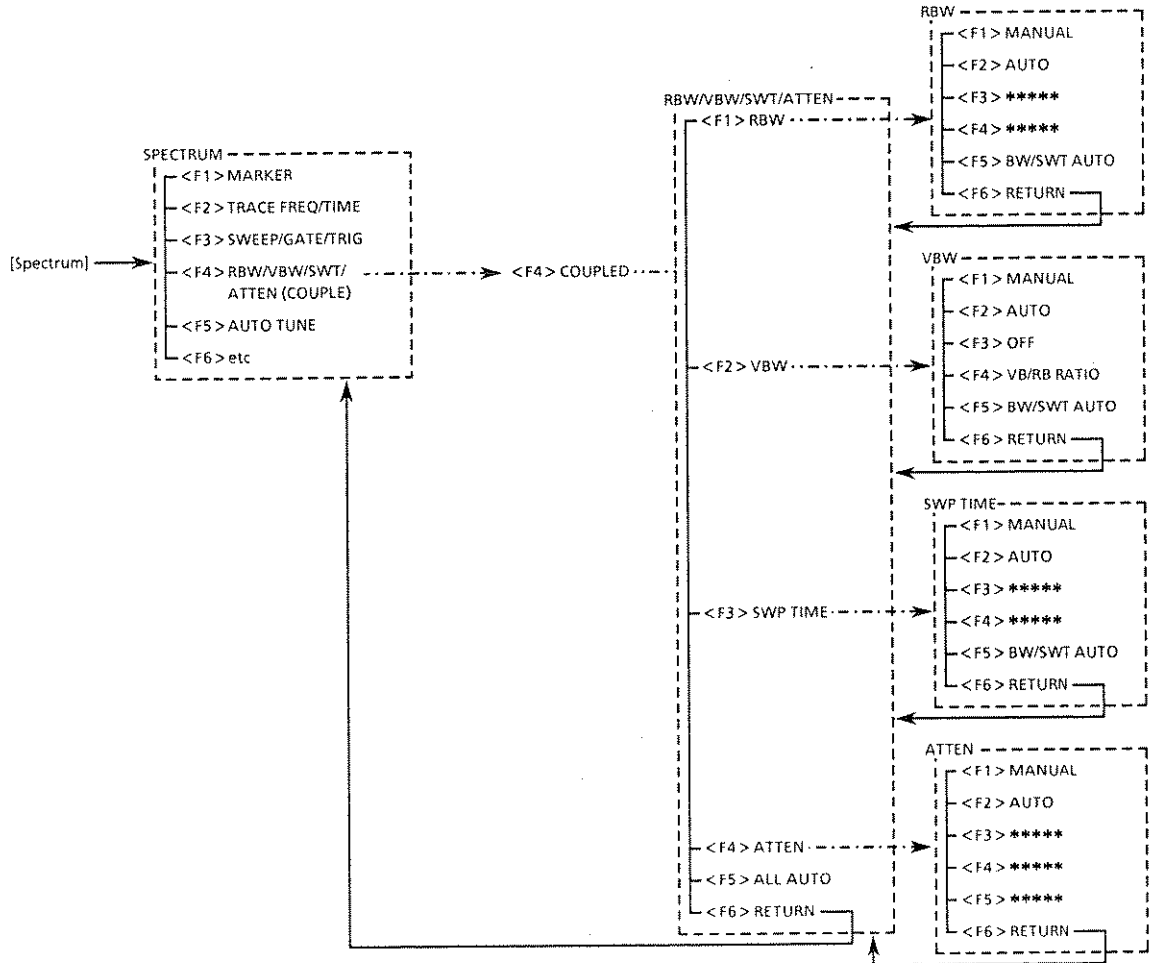 [Spectrum]
SPECTRUM
<F1> MARKER
<F2> TRACE FREQ/TIME
<F3> SWEEP/GATE/TRIG
<F4> RBW/VBW/SWT/
ATTEN (COUPLE)
<F5> AUTO TUNE
<F6> etc
<F4> COUPLED
RBW/VBW/SWT/ATTEN
<F1> RBW
<F2> VBW
<F3> SWP TIME
<F4> ATTEN
<F5> ALL AUTO
<F6> RETURN
RBW
<F1> MANUAL
<F2> AUTO
<F3> *****
<F4> *****
<F5> BW/SWT AUTO
<F6> RETURN
VBW
<F1> MANUAL
<F2> AUTO
<F3> OFF
<F4> VB/RB RATIO
<F5> BW/SWT AUTO
<F6> RETURN
SWP TIME
<F1> MANUAL
<F2> AUTO
<F3> *****
<F4> *****
<F5> BW/SWT AUTO
<F6> RETURN
ATTEN
<F1> MANUAL
<F2> AUTO
<F3> *****
<F4> *****
<F5> *****
<F6> RETURN